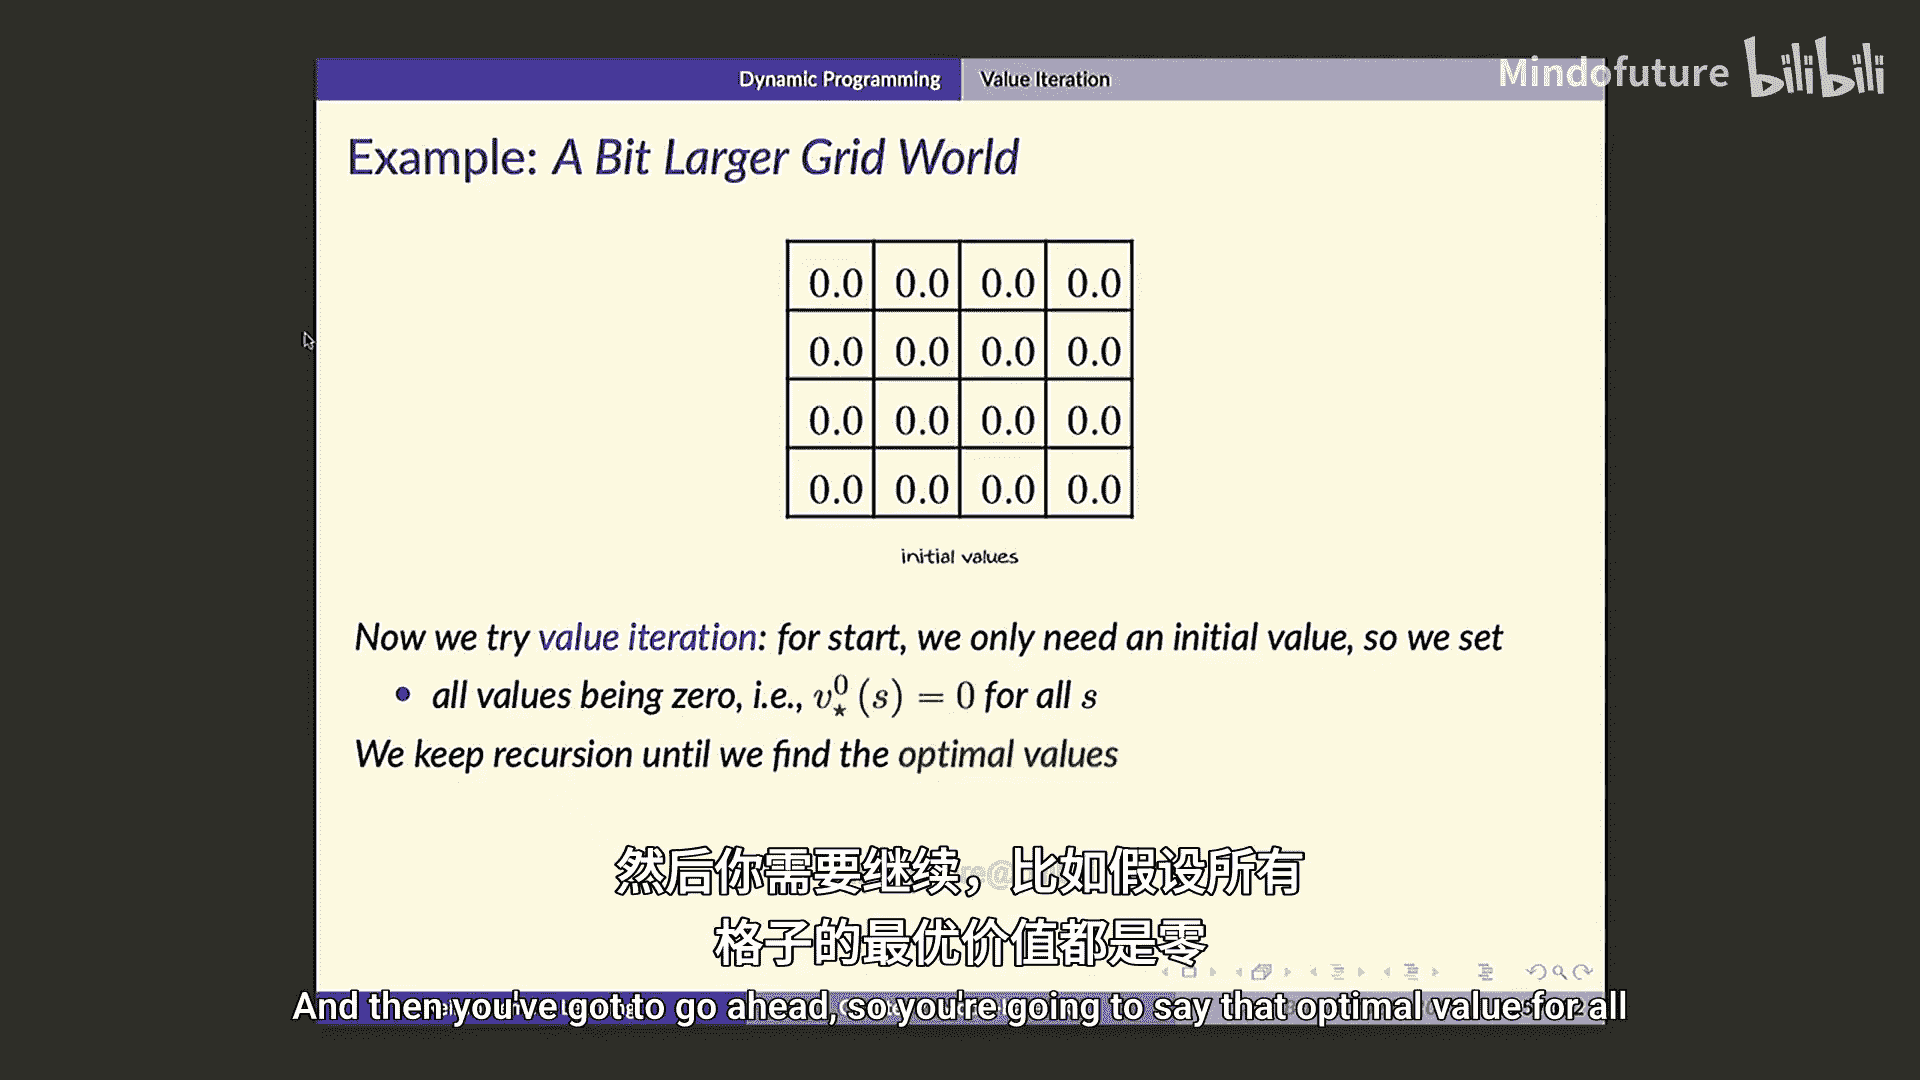 Dynamic Programming Value Iteration
Mindofuture bilibili
Example: A Bit Larger Grid World
0.0 0.0 0.0 0.0
0.0 0.0 0.0 0.0
0.0 0.0 0.0 0.0
0.0 0.0 0.0 0.0
initial values
Now we try value iteration: for start, we only need an initial value, so we set
• all values being zero, i.e., v⋆⁰(s) = 0 for all s
We keep recursion until we find the optimal values
然后你需要继续，比如假设所有
格子的最优价值都是零
And then you've got to go ahead, so you're going to say that optimal value for all